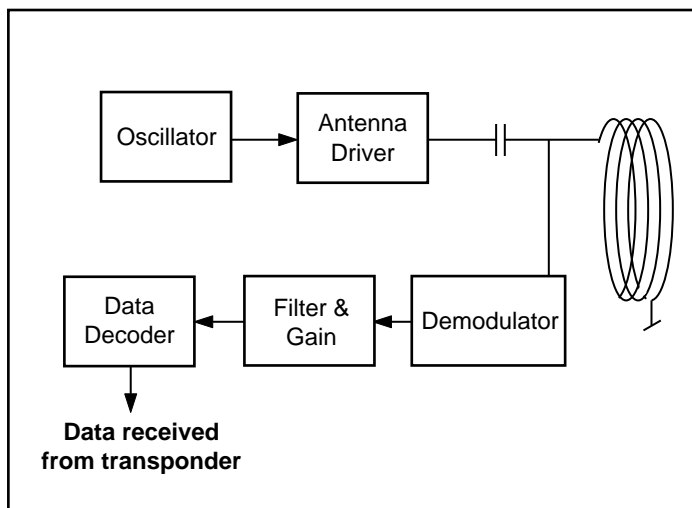 Oscillator
Antenna
Driver
Data
Decoder
Filter &
Gain
Demodulator
Data received
from transponder